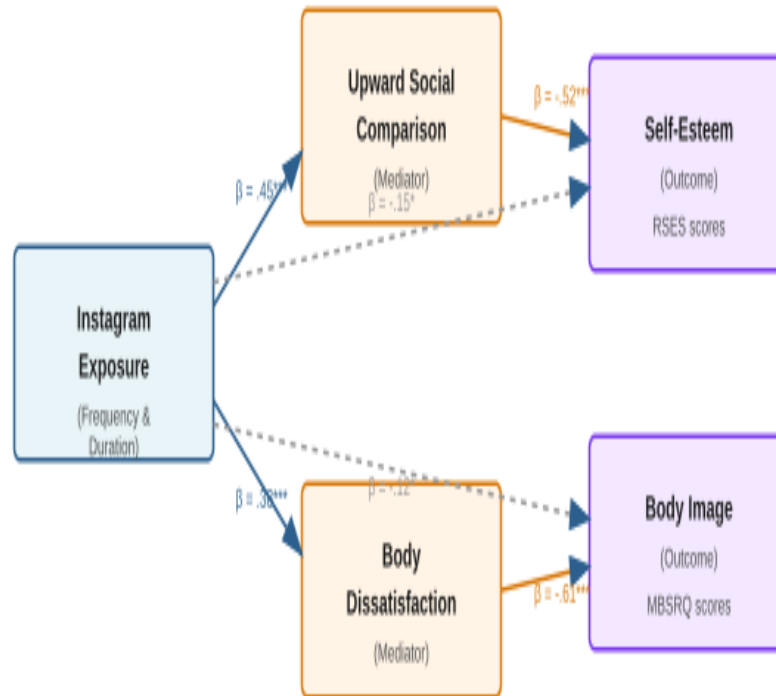 Upward Social
Comparison
(Mediator)
β = -.15*
β = .45***
β = -.52***
Self-Esteem
(Outcome)
RSES scores
Instagram
Exposure
(Frequency &
Duration)
β = -.12*
Body
Dissatisfaction
(Mediator)
β = -.61***
Body Image
(Outcome)
MBSRQ scores